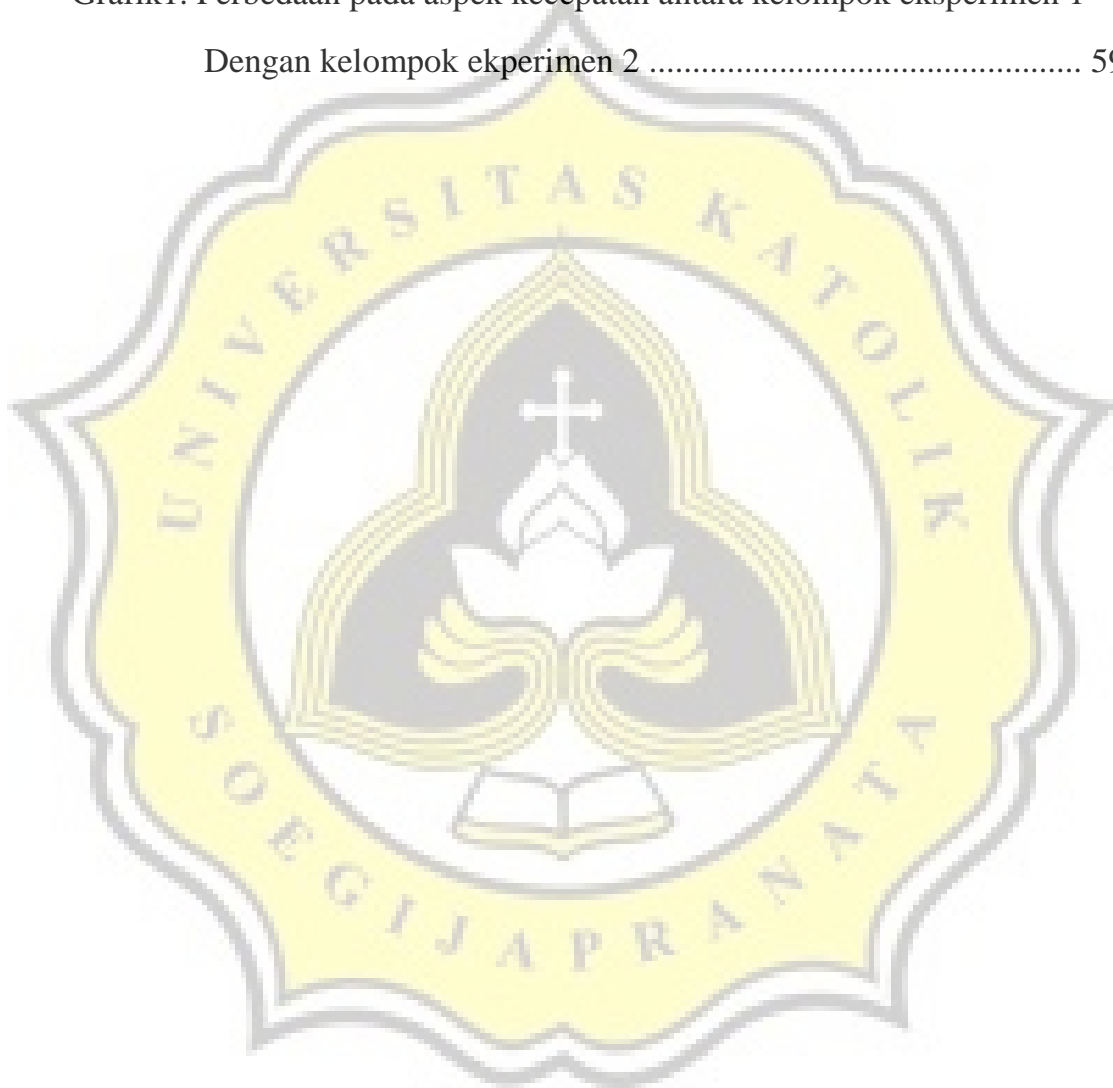 Grafik1. Perbedaan pada aspek kecepatan antara kelompok eksperimen 1
Dengan kelompok ekperimen 2 ............................................ 59
UNIVERSITAS KATOLIK
SOEGIJAPRANATA